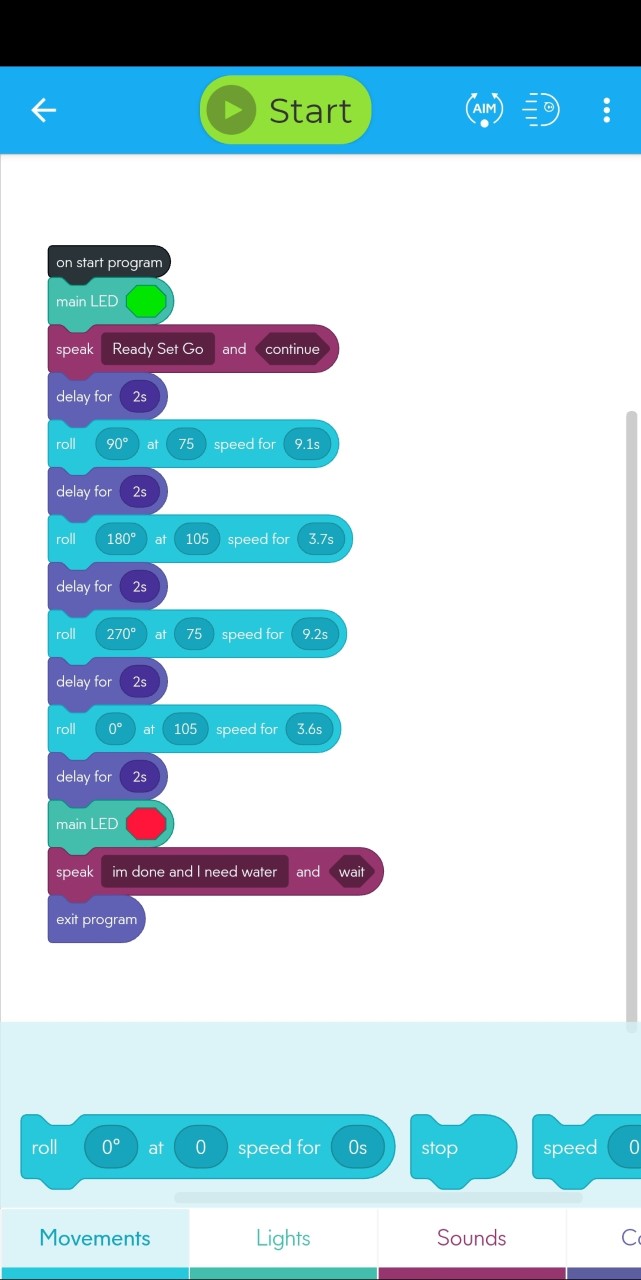 Start
AIM
on start program
main LED
speak Ready Set Go and continue
delay for 2s
roll 90° at 75 speed for 9.1s
delay for 2s
roll 180° at 105 speed for 3.7s
delay for 2s
roll 270° at 75 speed for 9.2s
delay for 2s
roll 0° at 105 speed for 3.6s
delay for 2s
main LED
speak im done and I need water and wait
exit program
roll 0° at 0 speed for 0s stop speed 0
Movements Lights Sounds